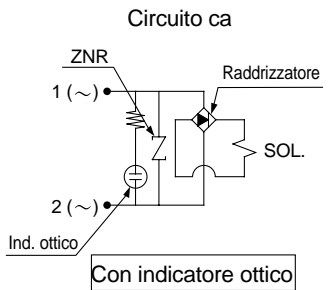 Circuito ca
ZNR
Raddrizzatore
1 (∼)
SOL.
2 (∼)
Ind. ottico
Con indicatore ottico